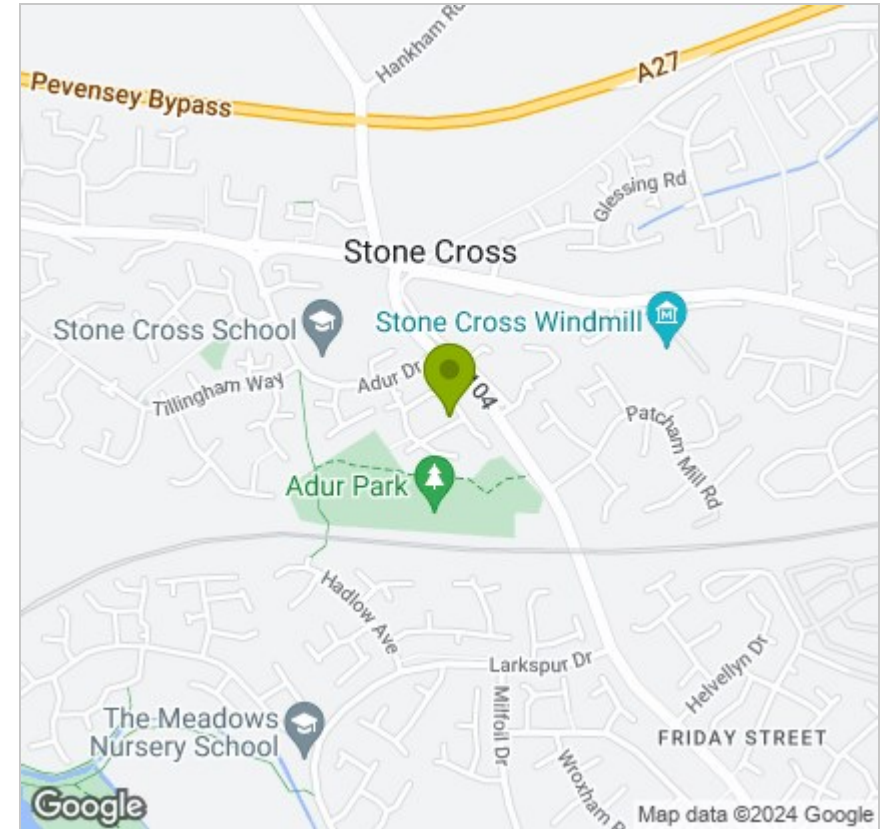 Hankham Rd
A27
Pevensey Bypass
Glessing Rd
Stone Cross
Stone Cross School
Stone Cross Windmill
Adur Dr
104
Tillingham Way
Patcham Mill Rd
Adur Park
Hadlow Ave
Larkspur Dr
Helvellyn Dr
Milfoil Dr
The Meadows
Nursery School
FRIDAY STREET
Wroxham
Google
Map data ©2024 Google